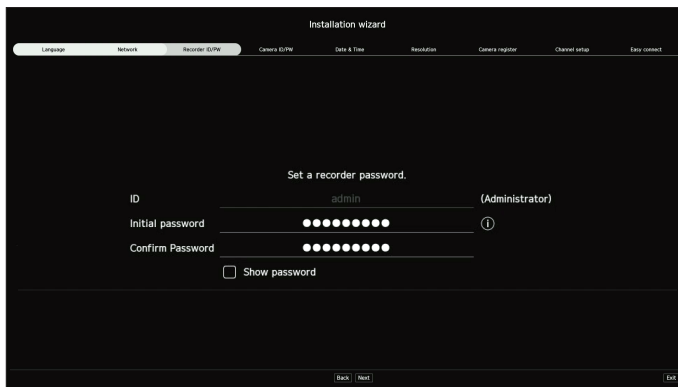 Installation wizard
Language Network Recorder ID/PW Camera ID/PW Date & Time Resolution Camera register Channel setup Easy connect
Set a recorder password.
ID admin (Administrator)
Initial password ●●●●●●●●● i
Confirm Password ●●●●●●●●●
Show password
Back Next Exit